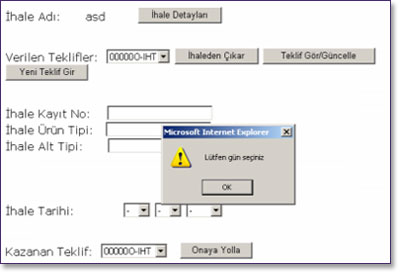 İhale Adı: asd İhale Detayları
Verilen Teklifler: 00000O-IHT İhaleden Çıkar Teklif Gör/Güncelle
Yeni Teklif Gir
İhale Kayıt No:
İhale Ürün Tipi:
İhale Alt Tipi:
Microsoft Internet Explorer
Lütfen gün seçiniz
OK
İhale Tarihi: - - -
Kazanan Teklif: 00000O-IHT Onaya Yolla